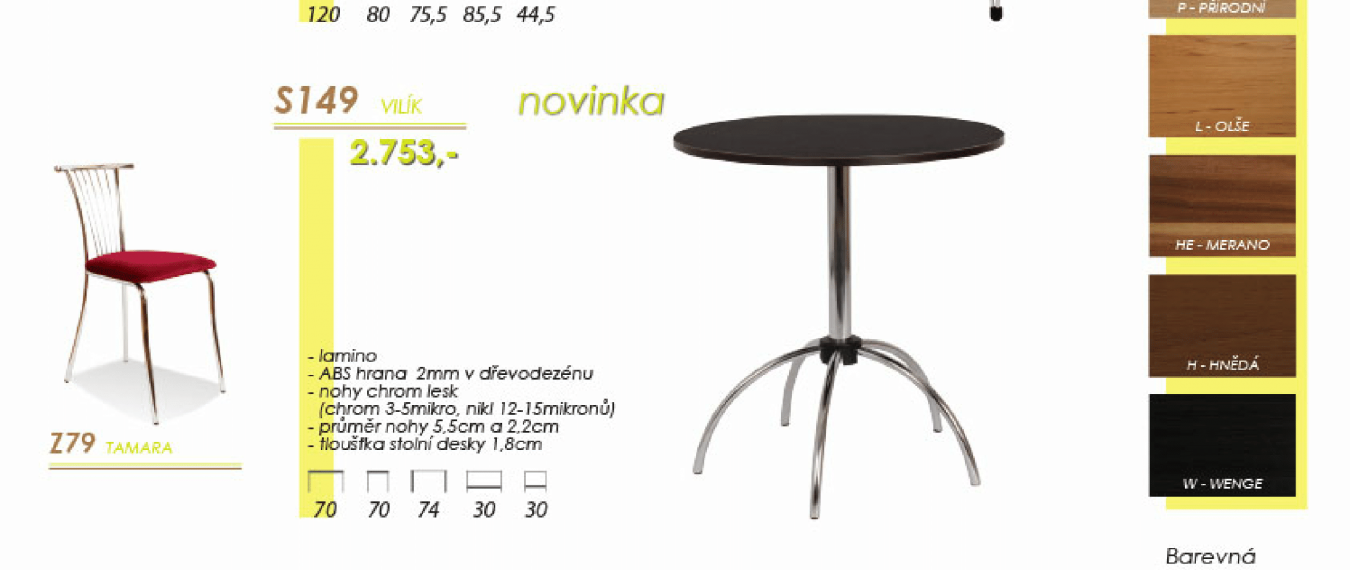 120 80 75,5 85,5 44,5
P - PŘÍRODNÍ
S149 VILÍK novinka
2.753,-
L - OLŠE
HE - MERANO
H - HNĚDÁ
W - WENGE
- lamino
- ABS hrana 2mm v dřevodezénu
- nohy chrom lesk
(chrom 3-5mikro, nikl 12-15mikronů)
- průměr nohy 5,5cm a 2,2cm
- tloušťka stolní desky 1,8cm
Z79 TAMARA
70 70 74 30 30
Barevná